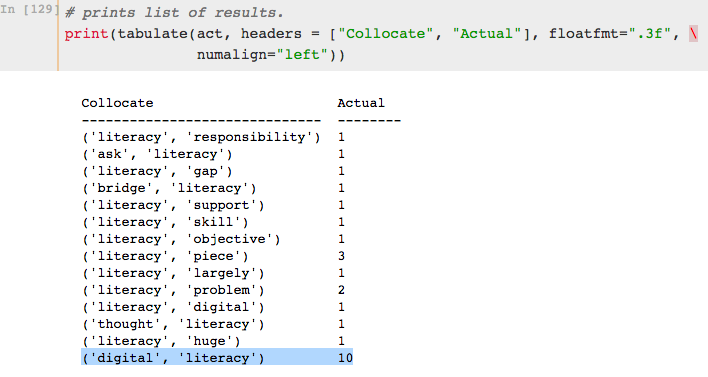 In [129]
# prints list of results.
print(tabulate(act, headers = ["Collocate", "Actual"], floatfmt=".3f", \
numalign="left"))
Collocate Actual
------------------------------ --------
('literacy', 'responsibility') 1
('ask', 'literacy') 1
('literacy', 'gap') 1
('bridge', 'literacy') 1
('literacy', 'support') 1
('literacy', 'skill') 1
('literacy', 'objective') 1
('literacy', 'piece') 3
('literacy', 'largely') 1
('literacy', 'problem') 2
('literacy', 'digital') 1
('thought', 'literacy') 1
('literacy', 'huge') 1
('digital', 'literacy') 10